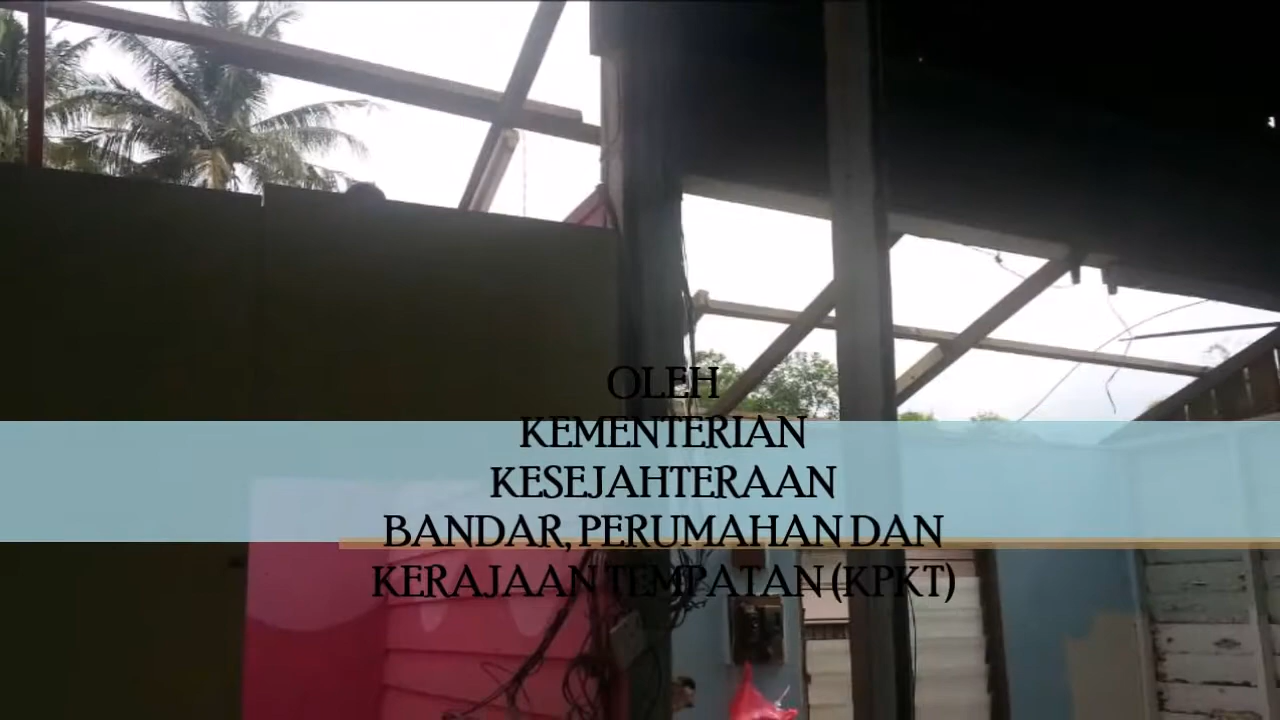 OLEH
KEMENTERIAN
KESEJAHTERAAN
BANDAR, PERUMAHAN DAN
KERAJAAN TEMPATAN (KPKT)